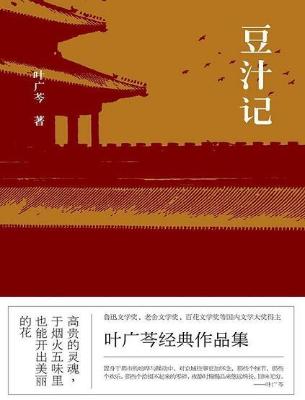 豆汁记
叶广芩 著
高贵的灵魂，
于烟火五味里
也能开出美丽
的花
鲁迅文学奖、老舍文学奖、百花文学奖等国内文学大奖得主
叶广芩经典作品集
——叶广芩